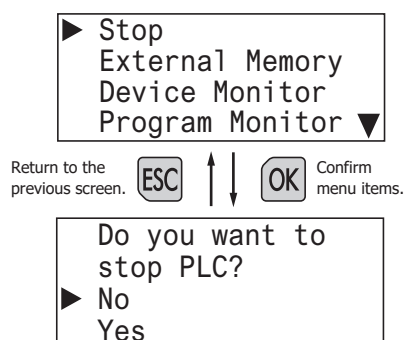 ▶ Stop
External Memory
Device Monitor
Program Monitor ▼
Return to the
previous screen.
ESC
OK
Confirm
menu items.
Do you want to
stop PLC?
▶ No
Yes